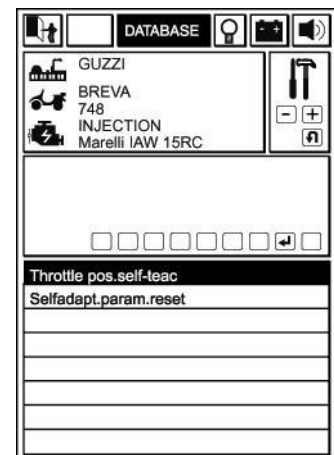 DATABASE
GUZZI
BREVA
748
INJECTION
Marelli IAW 15RC
Throttle pos.self-teac
Selfadapt.param.reset